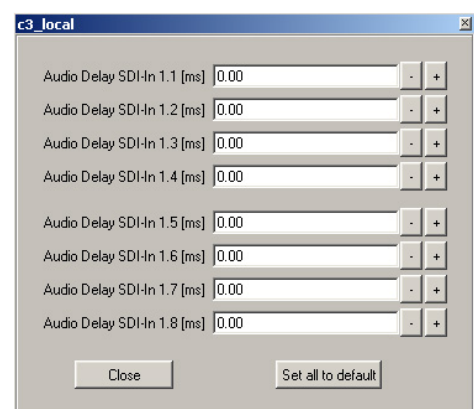 c3_local
Audio Delay SDI-In 1.1 [ms] 0.00 - +
Audio Delay SDI-In 1.2 [ms] 0.00 - +
Audio Delay SDI-In 1.3 [ms] 0.00 - +
Audio Delay SDI-In 1.4 [ms] 0.00 - +
Audio Delay SDI-In 1.5 [ms] 0.00 - +
Audio Delay SDI-In 1.6 [ms] 0.00 - +
Audio Delay SDI-In 1.7 [ms] 0.00 - +
Audio Delay SDI-In 1.8 [ms] 0.00 - +
Close Set all to default